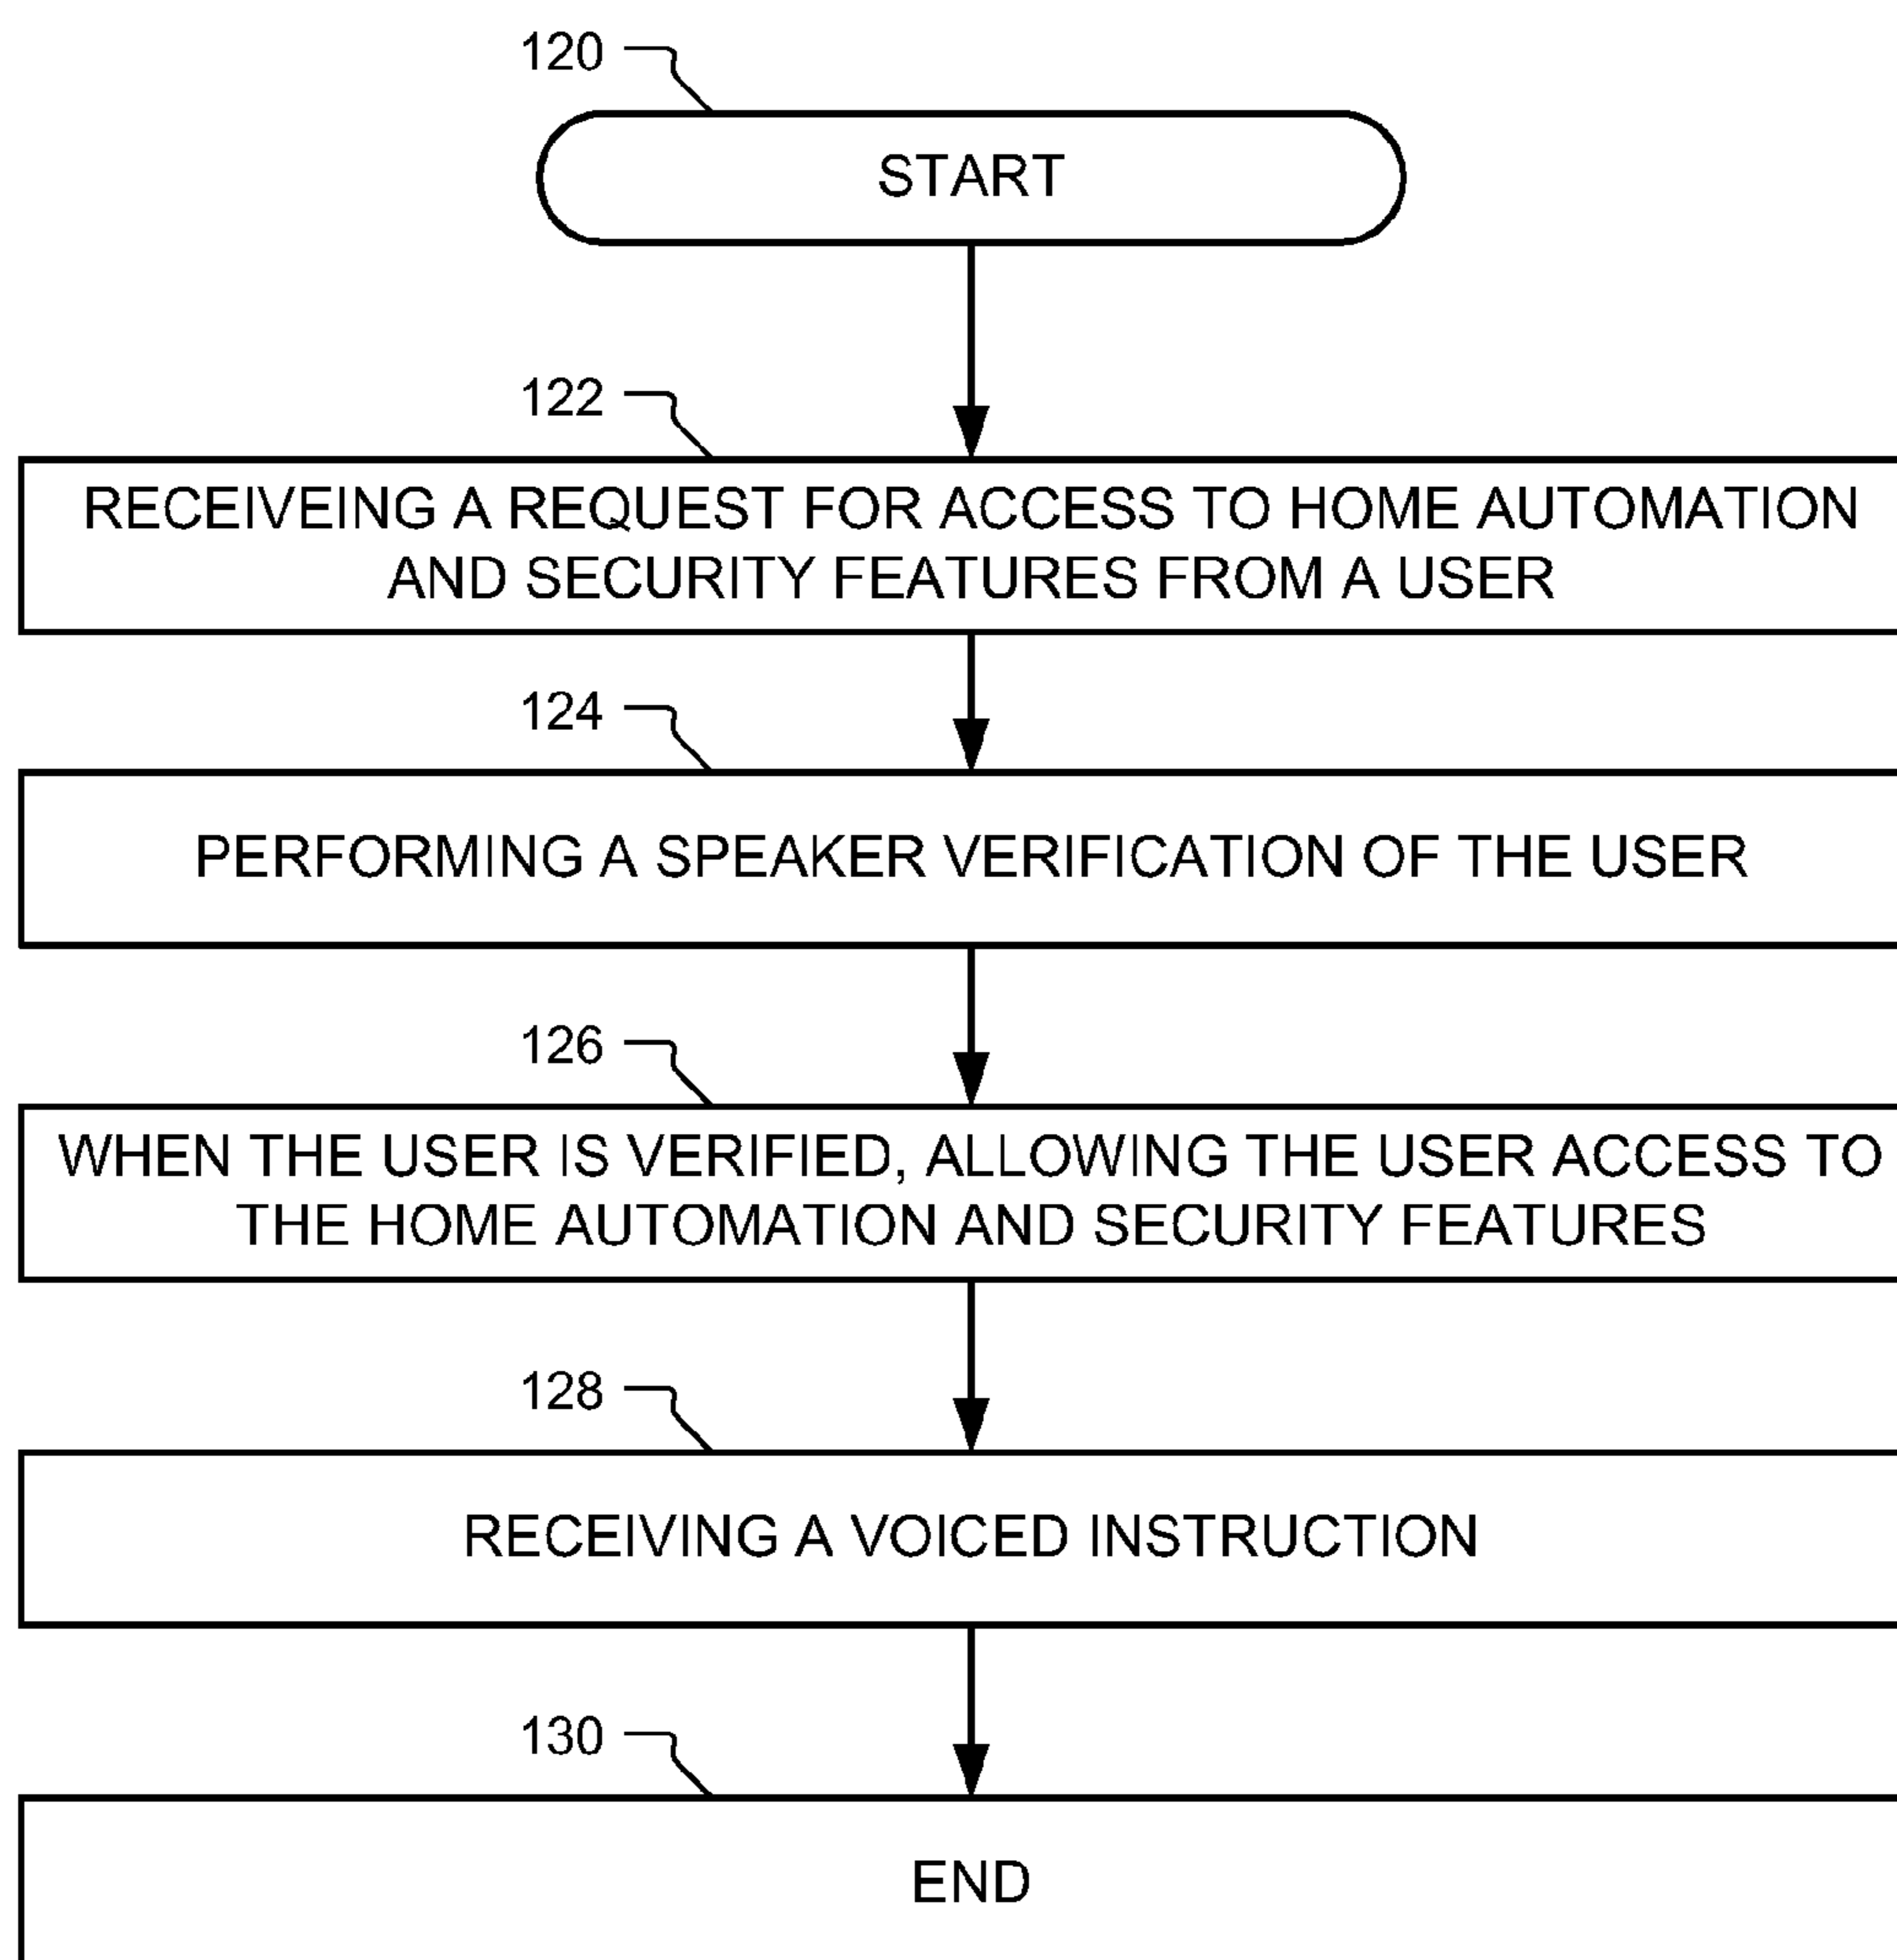 120
START
122
RECEIVEING A REQUEST FOR ACCESS TO HOME AUTOMATION
AND SECURITY FEATURES FROM A USER
124
PERFORMING A SPEAKER VERIFICATION OF THE USER
126
WHEN THE USER IS VERIFIED, ALLOWING THE USER ACCESS TO
THE HOME AUTOMATION AND SECURITY FEATURES
128
RECEIVING A VOICED INSTRUCTION
130
END